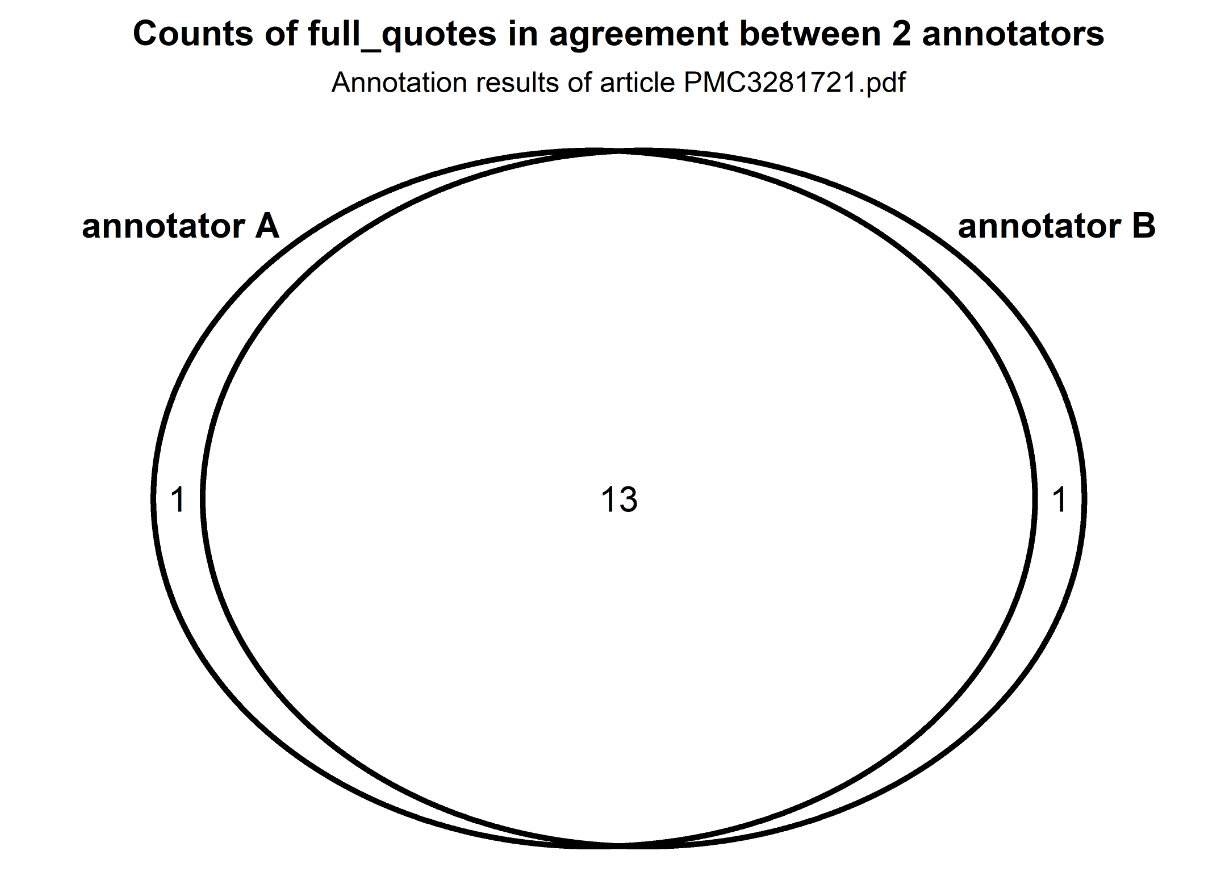 Counts of full_quotes in agreement between 2 annotators
Annotation results of article PMC3281721.pdf
annotator A
annotator B
1
13
1